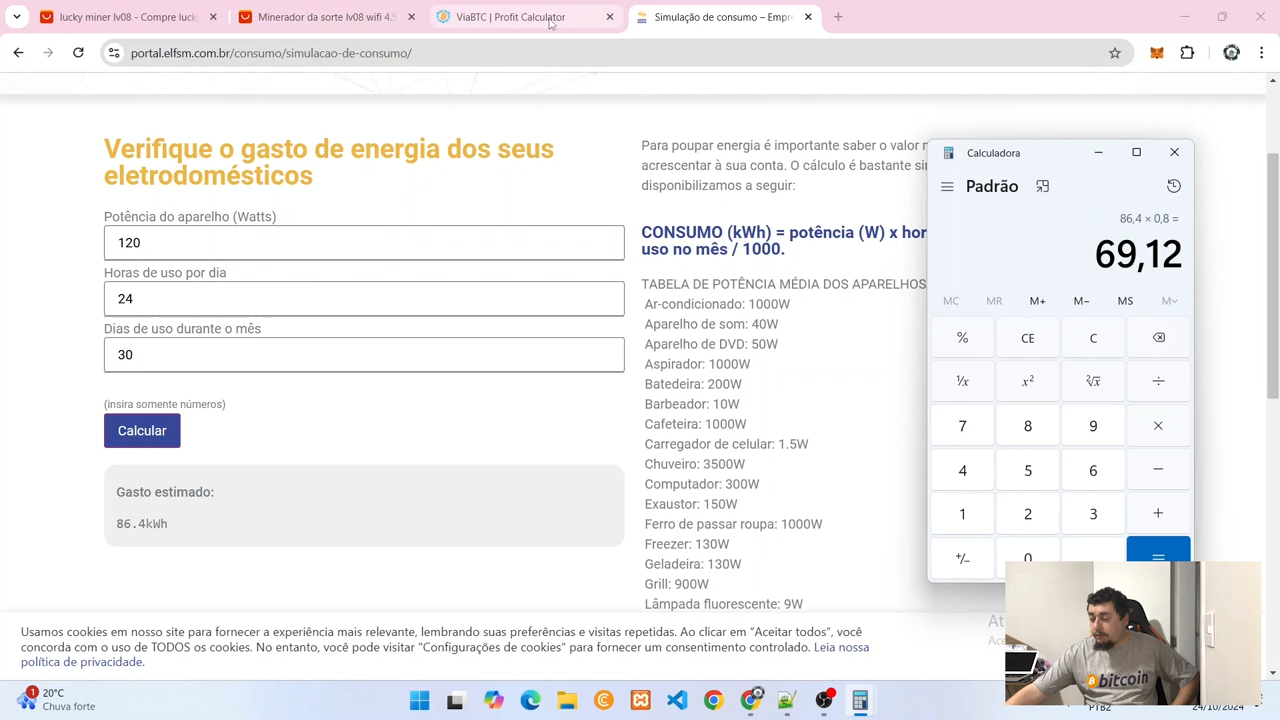 lucky miner lv08 - Compre lucky
Minerador da sorte lv08 wifi 4.5
ViaBTC | Profit Calculator
Simulação de consumo – Empre
portal.elfsm.com.br/consumo/simulacao-de-consumo/
Verifique o gasto de energia dos seus
eletrodomésticos
Potência do aparelho (Watts)
120
Horas de uso por dia
24
Dias de uso durante o mês
30
(insira somente números)
Calcular
Gasto estimado:
86.4kWh
Para poupar energia é importante saber o valor
acrescentar à sua conta. O cálculo é bastante
disponibilizamos a seguir:
CONSUMO (kWh) = potência (W) x
uso no mês / 1000.
TABELA DE POTÊNCIA MÉDIA DOS APARELHOS
Ar-condicionado: 1000W
Aparelho de som: 40W
Aparelho de DVD: 50W
Aspirador: 1000W
Batedeira: 200W
Barbeador: 10W
Cafeteira: 1000W
Carregador de celular: 1.5W
Chuveiro: 3500W
Computador: 300W
Exaustor: 150W
Ferro de passar roupa: 1000W
Freezer: 130W
Geladeira: 130W
Grill: 900W
Lâmpada fluorescente: 9W
Calculadora
Padrão
86,4 × 0,8 =
69,12
MC MR M+ M− MS M˅
% CE C
¹/x x² ²√x ÷
7 8 9 ×
4 5 6 −
1 2 3 +
⁺/₋ 0 =
Usamos cookies em nosso site para fornecer a experiência mais relevante, lembrando suas preferências e visitas repetidas. Ao clicar em “Aceitar todos”, você
concorda com o uso de TODOS os cookies. No entanto, você pode visitar "Configurações de cookies" para fornecer um consentimento controlado. Leia nossa
política de privacidade.
bitcoin
1
20°C
Chuva forte
PTB2
24/10/2024